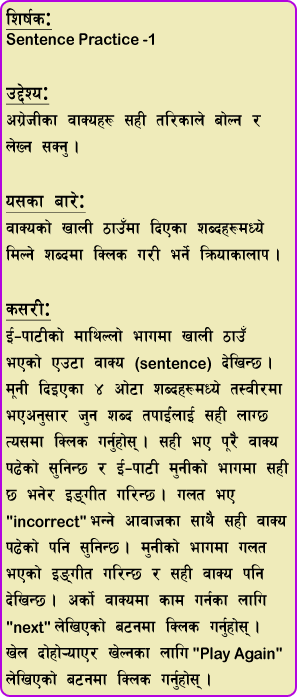 शिर्षक:
Sentence Practice -1
उद्देश्य:
अग्रेजीका वाक्यहरू सही तरिकाले बोल्न र
लेख्न सक्नु ।
यसका बारे:
वाक्यको खाली ठाउँमा दिएका शब्दहरूमध्ये
मिल्ने शब्दमा क्लिक गरी भर्ने क्रियाकालाप ।
कसरी:
ई-पाटीको माथिल्लो भागमा खाली ठाउँ
भएको एउटा वाक्य (sentence) देखिन्छ ।
मूनी दिइएका ४ ओटा शब्दहरूमध्ये तस्वीरमा
भएअनुसार जुन शब्द तपाईलाई सही लाग्छ
त्यसमा क्लिक गर्नुहोस् । सही भए पूरै वाक्य
पढेको सुनिन्छ र ई-पाटी मुनीको भागमा सही
छ भनेर इङ्गीत गरिन्छ । गलत भए
"incorrect" भन्ने आवाजका साथै सही वाक्य
पढेको पनि सुनिन्छ । मुनीको भागमा गलत
भएको इङ्गीत गरिन्छ र सही वाक्य पनि
देखिन्छ । अर्को वाक्यमा काम गर्नका लागि
"next" लेखिएको बटनमा क्लिक गर्नुहोस् ।
खेल दोहोर्‍याएर खेल्नका लागि "Play Again"
लेखिएको बटनमा क्लिक गर्नुहोस् ।